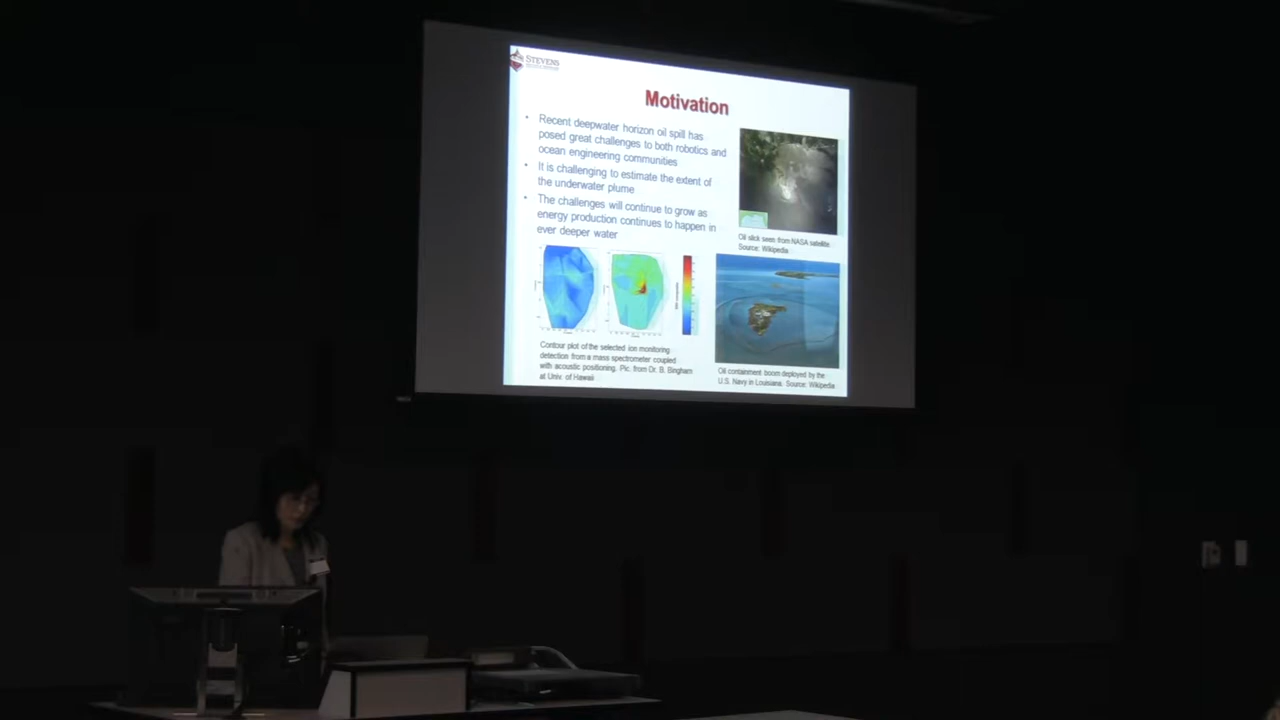 STEVENS
Motivation
• Recent deepwater horizon oil spill has
posed great challenges to both robotics and
ocean engineering communities
• It is challenging to estimate the extent of
the underwater plume
• The challenges will continue to grow as
energy production continues to happen in
ever deeper water
Oil slick seen from NASA satellite.
Source: Wikipedia
Contour plot of the selected ion monitoring
detection from a mass spectrometer coupled
with acoustic positioning. Pic. from Dr. B. Bingham
at Univ. of Hawaii
Oil containment boom deployed by the
U.S. Navy in Louisiana. Source: Wikipedia